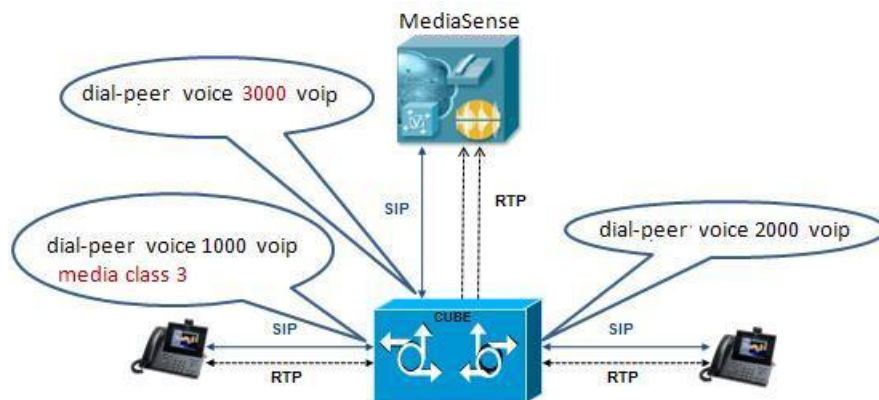 MediaSense
dial-peer voice 3000 voip
SIP
RTP
dial-peer voice 1000 voip
media class 3
dial-peer voice 2000 voip
CUBE
SIP
RTP
SIP
RTP